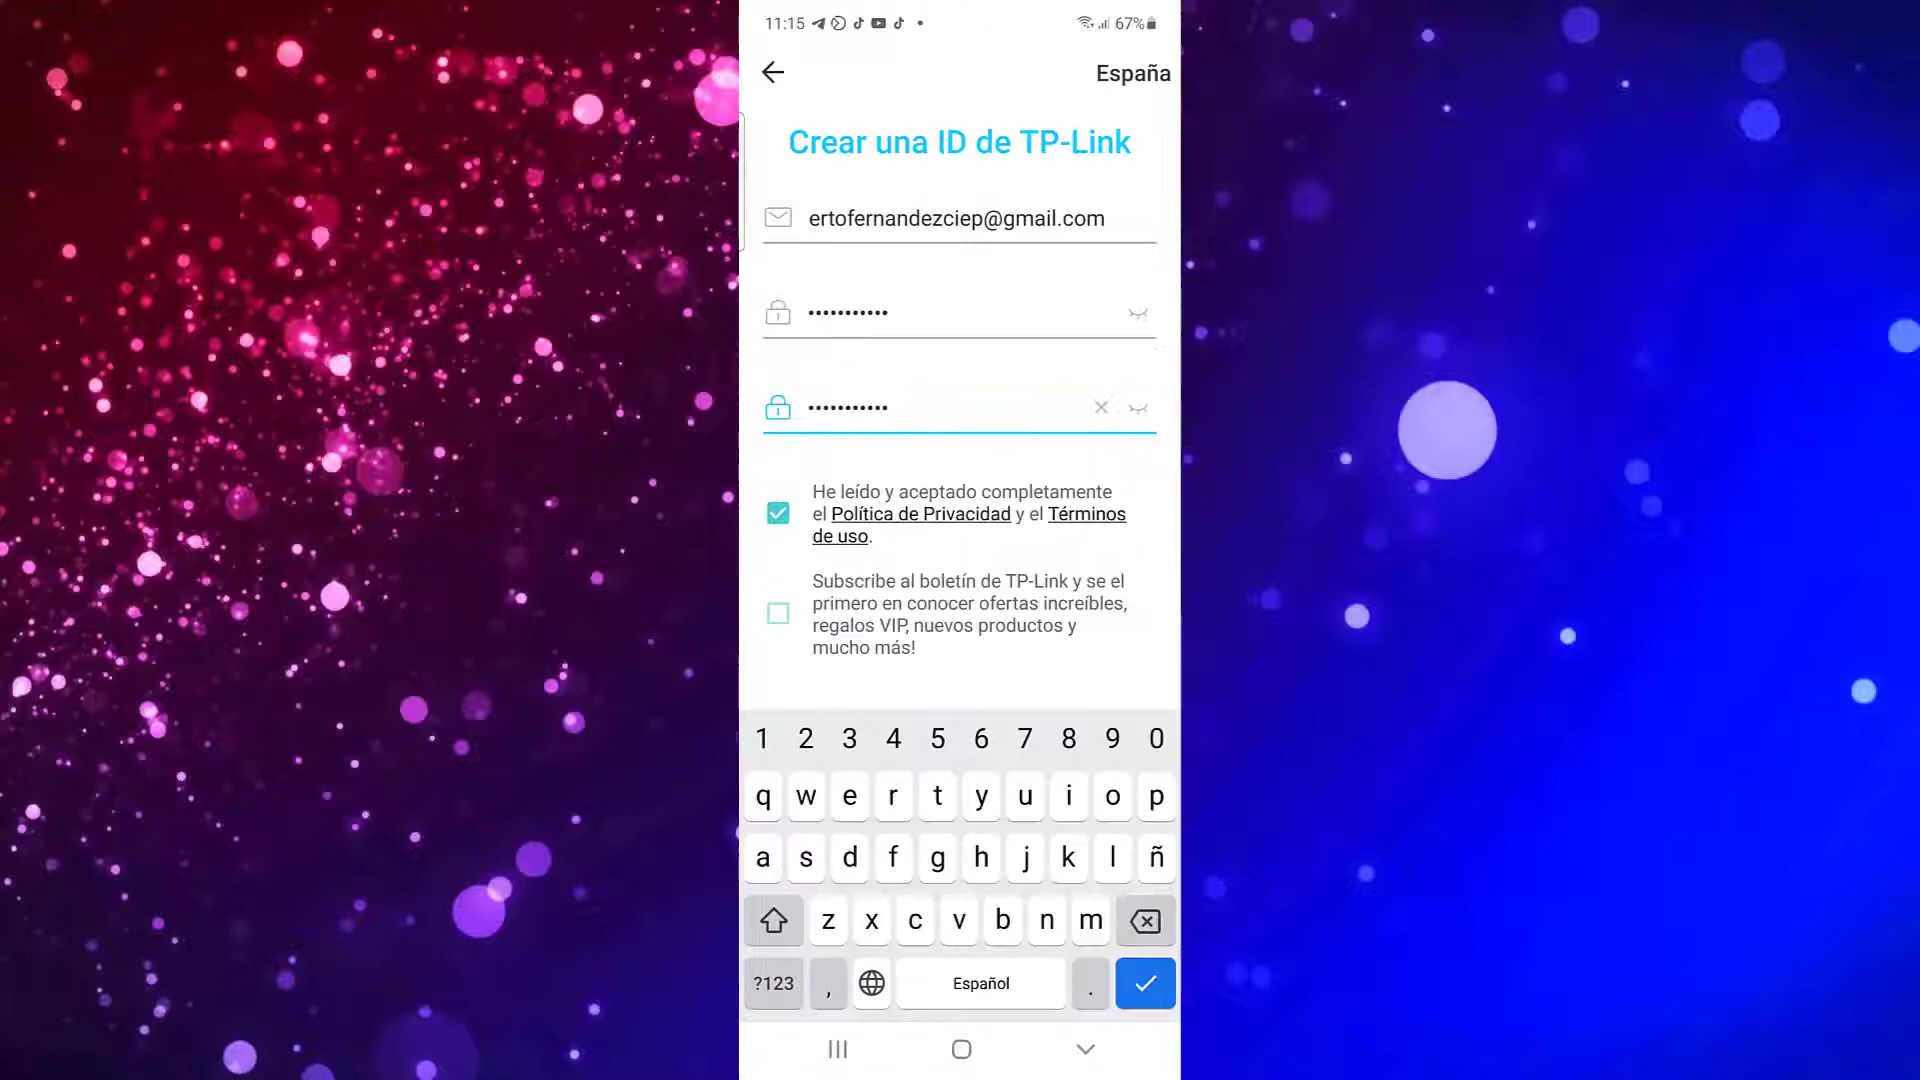 11:15
67%
España
Crear una ID de TP-Link
ertofernandezciep@gmail.com
•••••••••••
•••••••••••
He leído y aceptado completamente
el Política de Privacidad y el Términos
de uso.
Subscribe al boletín de TP-Link y se el
primero en conocer ofertas increíbles,
regalos VIP, nuevos productos y
mucho más!
1 2 3 4 5 6 7 8 9 0
q w e r t y u i o p
a s d f g h j k l ñ
z x c v b n m
?123 , Español .